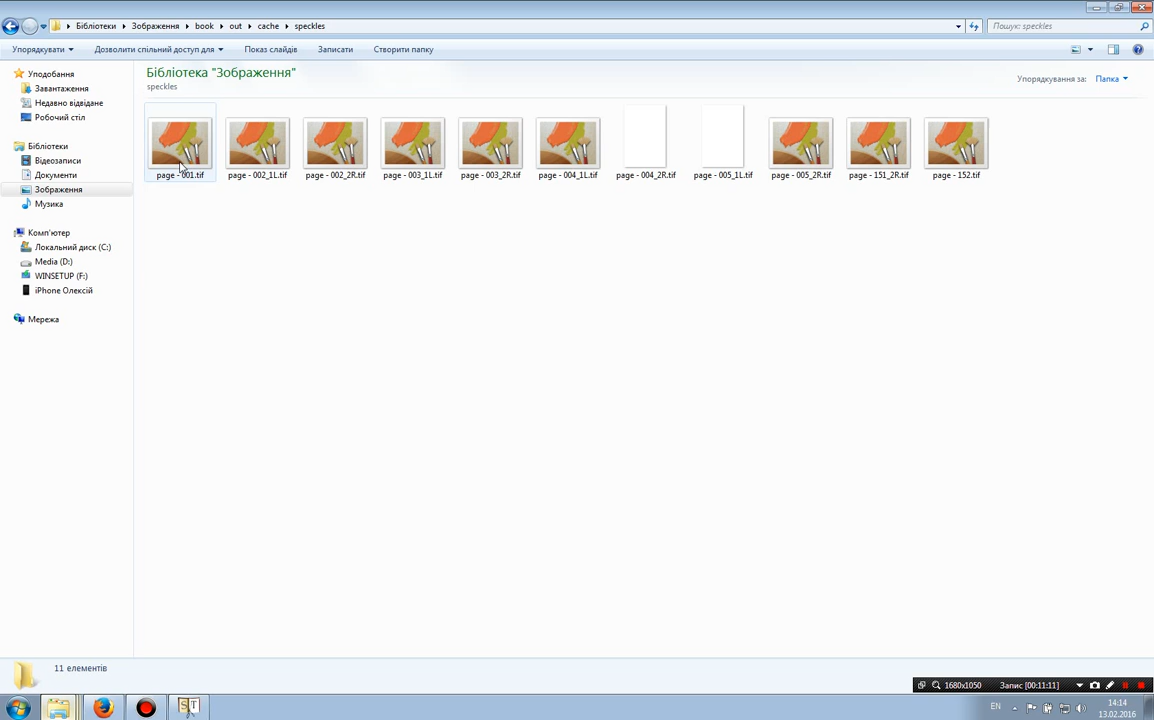 Бібліотеки ▸ Зображення ▸ book ▸ out ▸ cache ▸ speckles
Пошук: speckles
Упорядкувати
Дозволити спільний доступ для
Показ слайдів
Записати
Створити папку
Уподобання
Завантаження
Недавно відвідане
Робочий стіл
Бібліотеки
Відеозаписи
Документи
Зображення
Музика
Комп'ютер
Локальний диск (C:)
Media (D:)
WINSETUP (F:)
iPhone Олексій
Мережа
Бібліотека "Зображення"
speckles
Упорядкування за: Папка
page - 001.tif
page - 002_1L.tif
page - 002_2R.tif
page - 003_1L.tif
page - 003_2R.tif
page - 004_1L.tif
page - 004_2R.tif
page - 005_1L.tif
page - 005_2R.tif
page - 151_2R.tif
page - 152.tif
11 елементів
1680x1050
Запис [00:11:11]
ST
EN
14:14
13.02.2016